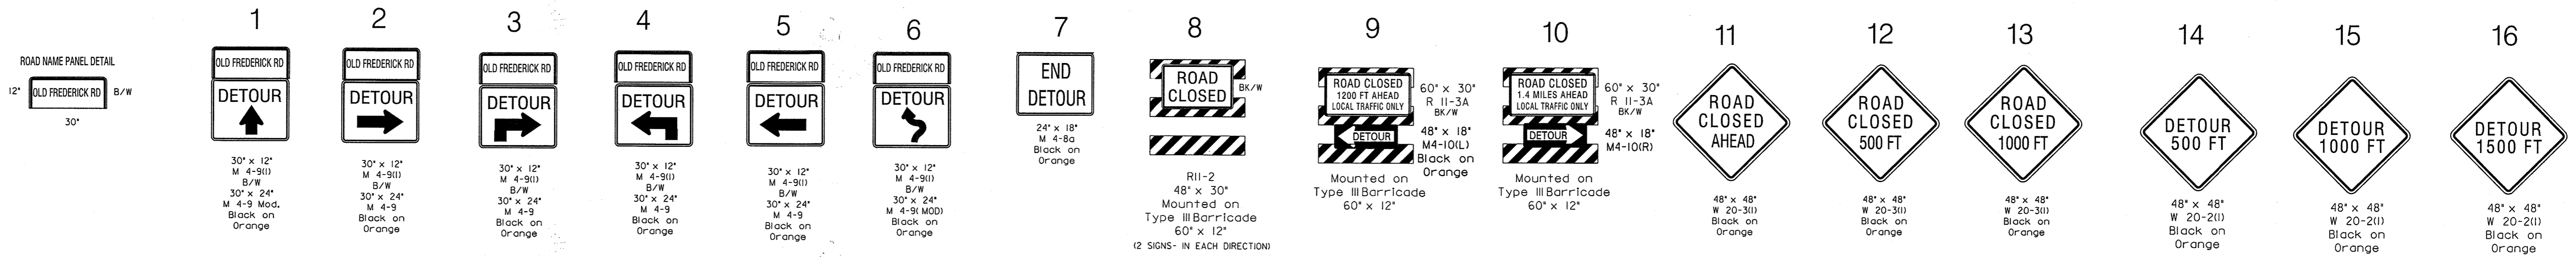 ROAD NAME PANEL DETAIL
12" OLD FREDERICK RD B/W
30"
1
OLD FREDERICK RD
DETOUR
30" x 12"
M 4-9(I)
B/W
30" x 24"
M 4-9 Mod.
Black on
Orange
2
OLD FREDERICK RD
DETOUR
30" x 12"
M 4-9(I)
B/W
30" x 24"
M 4-9
Black on
Orange
3
OLD FREDERICK RD
DETOUR
30" x 12"
M 4-9(I)
B/W
30" x 24"
M 4-9
Black on
Orange
4
OLD FREDERICK RD
DETOUR
30" x 12"
M 4-9(I)
B/W
30" x 24"
M 4-9
Black on
Orange
5
OLD FREDERICK RD
DETOUR
30" x 12"
M 4-9(I)
B/W
30" x 24"
M 4-9
Black on
Orange
6
OLD FREDERICK RD
DETOUR
30" x 12"
M 4-9(I)
B/W
30" x 24"
M 4-9( MOD)
Black on
Orange
7
END
DETOUR
24" x 18"
M 4-8a
Black on
Orange
8
ROAD
CLOSED
BK/W
R11-2
48" x 30"
Mounted on
Type III Barricade
60" x 12"
(2 SIGNS- IN EACH DIRECTION)
9
ROAD CLOSED
1200 FT AHEAD
LOCAL TRAFFIC ONLY
DETOUR
60" x 30"
R 11-3A
BK/W
48" x 18"
M4-10(L)
Black on
Orange
Mounted on
Type III Barricade
60" x 12"
10
ROAD CLOSED
1.4 MILES AHEAD
LOCAL TRAFFIC ONLY
DETOUR
60" x 30"
R 11-3A
BK/W
48" x 18"
M4-10(R)
Mounted on
Type III Barricade
60" x 12"
11
ROAD
CLOSED
AHEAD
48" x 48"
W 20-3(I)
Black on
Orange
12
ROAD
CLOSED
500 FT
48" x 48"
W 20-3(I)
Black on
Orange
13
ROAD
CLOSED
1000 FT
48" x 48"
W 20-3(I)
Black on
Orange
14
DETOUR
500 FT
48" x 48"
W 20-2(I)
Black on
Orange
15
DETOUR
1000 FT
48" x 48"
W 20-2(I)
Black on
Orange
16
DETOUR
1500 FT
48" x 48"
W 20-2(I)
Black on
Orange